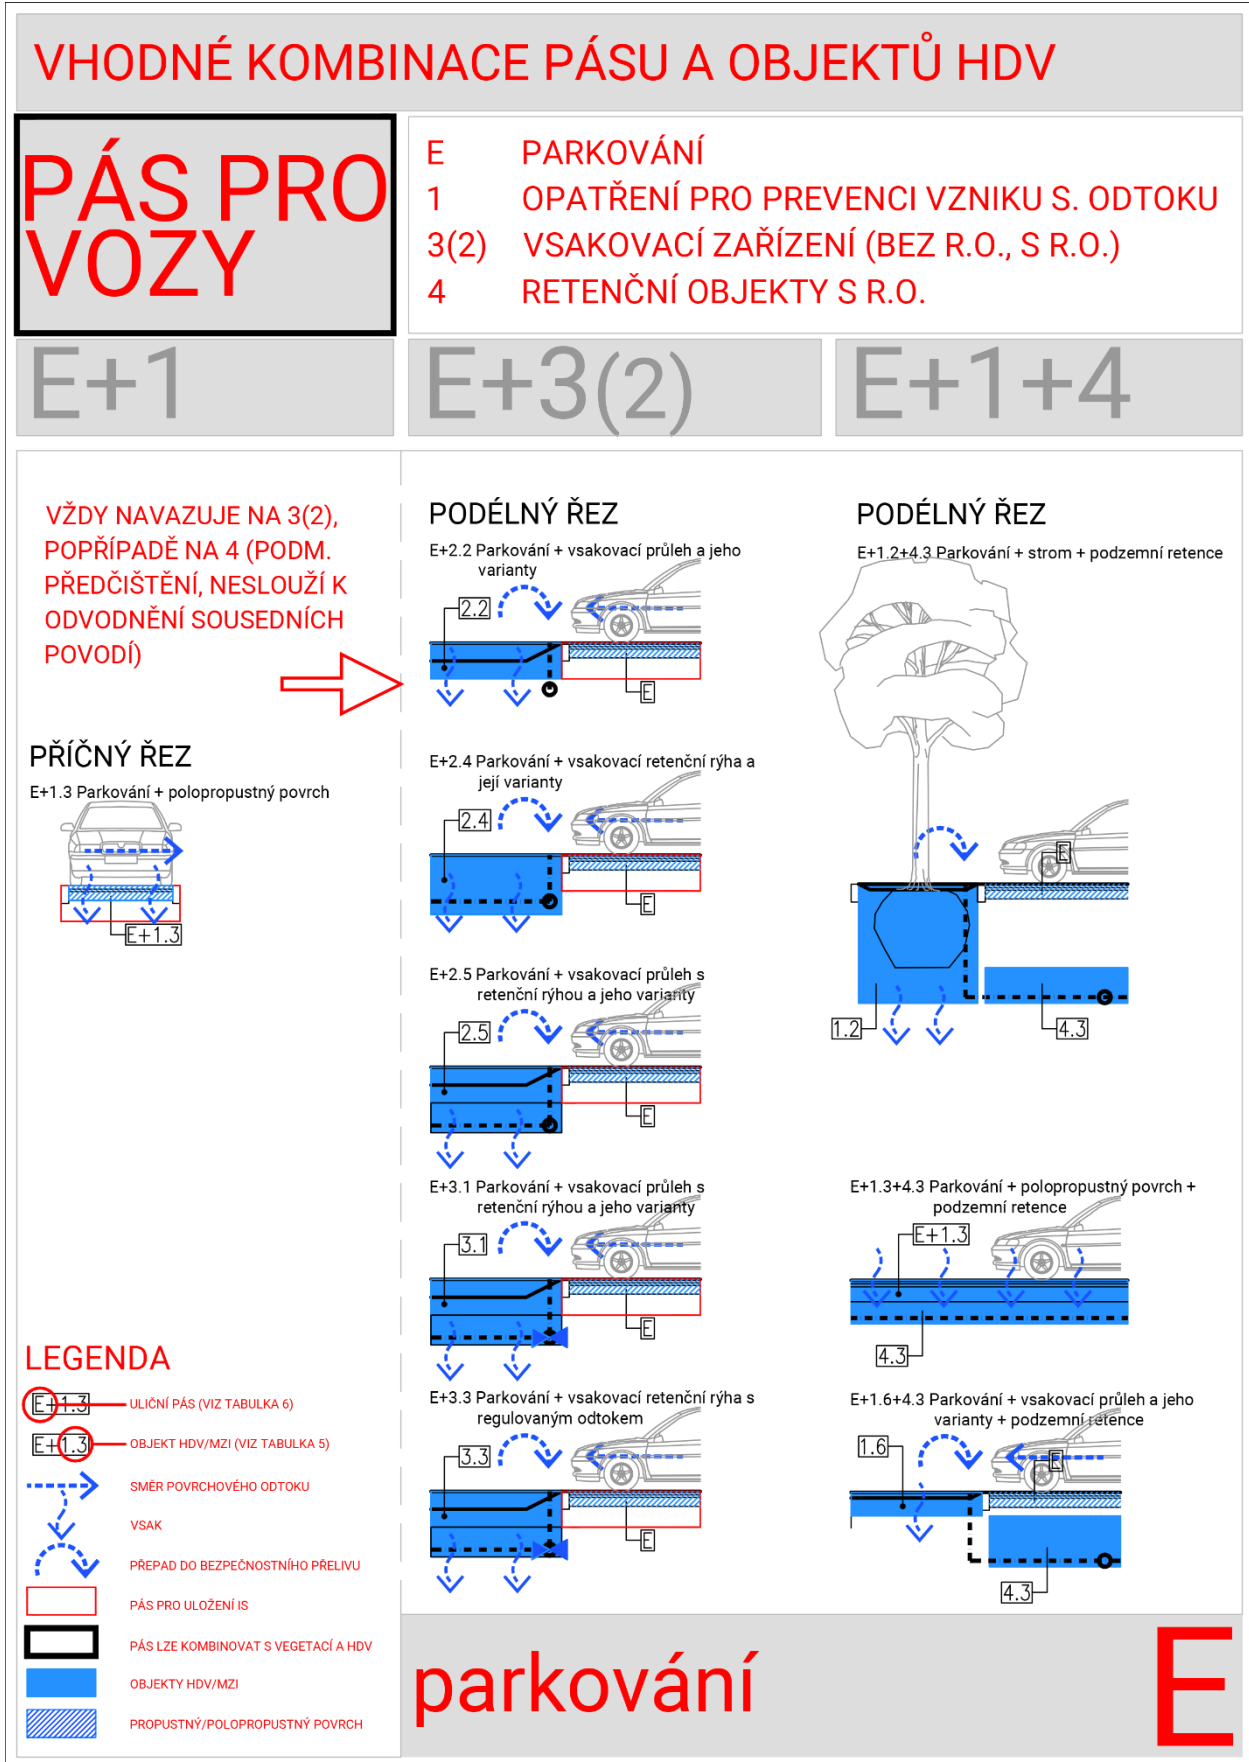 VHODNÉ KOMBINACE PÁSU A OBJEKTŮ HDV
PÁS PRO
VOZY
E PARKOVÁNÍ
1 OPATŘENÍ PRO PREVENCI VZNIKU S. ODTOKU
3(2) VSAKOVACÍ ZAŘÍZENÍ (BEZ R.O., S R.O.)
4 RETENČNÍ OBJEKTY S R.O.
E+1
E+3(2)
E+1+4
VŽDY NAVAZUJE NA 3(2),
POPŘÍPADĚ NA 4 (PODM.
PŘEDČIŠTĚNÍ, NESLOUŽÍ K
ODVODNĚNÍ SOUSEDNÍCH
POVODÍ)
PŘÍČNÝ ŘEZ
E+1.3 Parkování + polopropustný povrch
E+1.3
PODÉLNÝ ŘEZ
E+2.2 Parkování + vsakovací průleh a jeho
varianty
2.2
E
E+2.4 Parkování + vsakovací retenční rýha a
její varianty
2.4
E
E+2.5 Parkování + vsakovací průleh s
retenční rýhou a jeho varianty
2.5
E
E+3.1 Parkování + vsakovací průleh s
retenční rýhou a jeho varianty
3.1
E
E+3.3 Parkování + vsakovací retenční rýha s
regulovaným odtokem
3.3
E
PODÉLNÝ ŘEZ
E+1.2+4.3 Parkování + strom + podzemní retence
E
1.2
4.3
E+1.3+4.3 Parkování + polopropustný povrch +
podzemní retence
E+1.3
4.3
E+1.6+4.3 Parkování + vsakovací průleh a jeho
varianty + podzemní retence
1.6
E
4.3
LEGENDA
E+1.3 ULIČNÍ PÁS (VIZ TABULKA 6)
E+1.3 OBJEKT HDV/MZI (VIZ TABULKA 5)
SMĚR POVRCHOVÉHO ODTOKU
VSAK
PŘEPAD DO BEZPEČNOSTNÍHO PŘELIVU
PÁS PRO ULOŽENÍ IS
PÁS LZE KOMBINOVAT S VEGETACÍ A HDV
OBJEKTY HDV/MZI
PROPUSTNÝ/POLOPROPUSTNÝ POVRCH
parkování
E